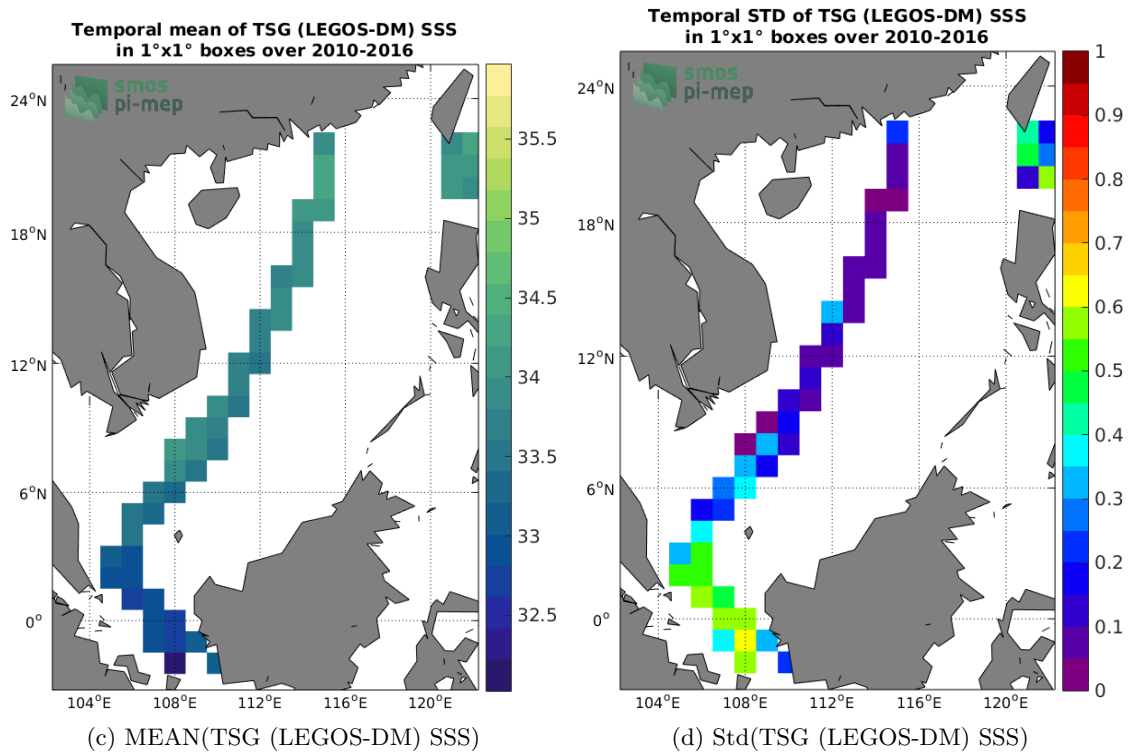 Temporal mean of TSG (LEGOS-DM) SSS
in 1°x1° boxes over 2010-2016
smos
pi-mep
24°N
18°N
12°N
6°N
0°
104°E
108°E
112°E
116°E
120°E
35.5
35
34.5
34
33.5
33
32.5
(c) MEAN(TSG (LEGOS-DM) SSS)
Temporal STD of TSG (LEGOS-DM) SSS
in 1°x1° boxes over 2010-2016
smos
pi-mep
24°N
18°N
12°N
6°N
0°
104°E
108°E
112°E
116°E
120°E
1
0.9
0.8
0.7
0.6
0.5
0.4
0.3
0.2
0.1
0
(d) Std(TSG (LEGOS-DM) SSS)